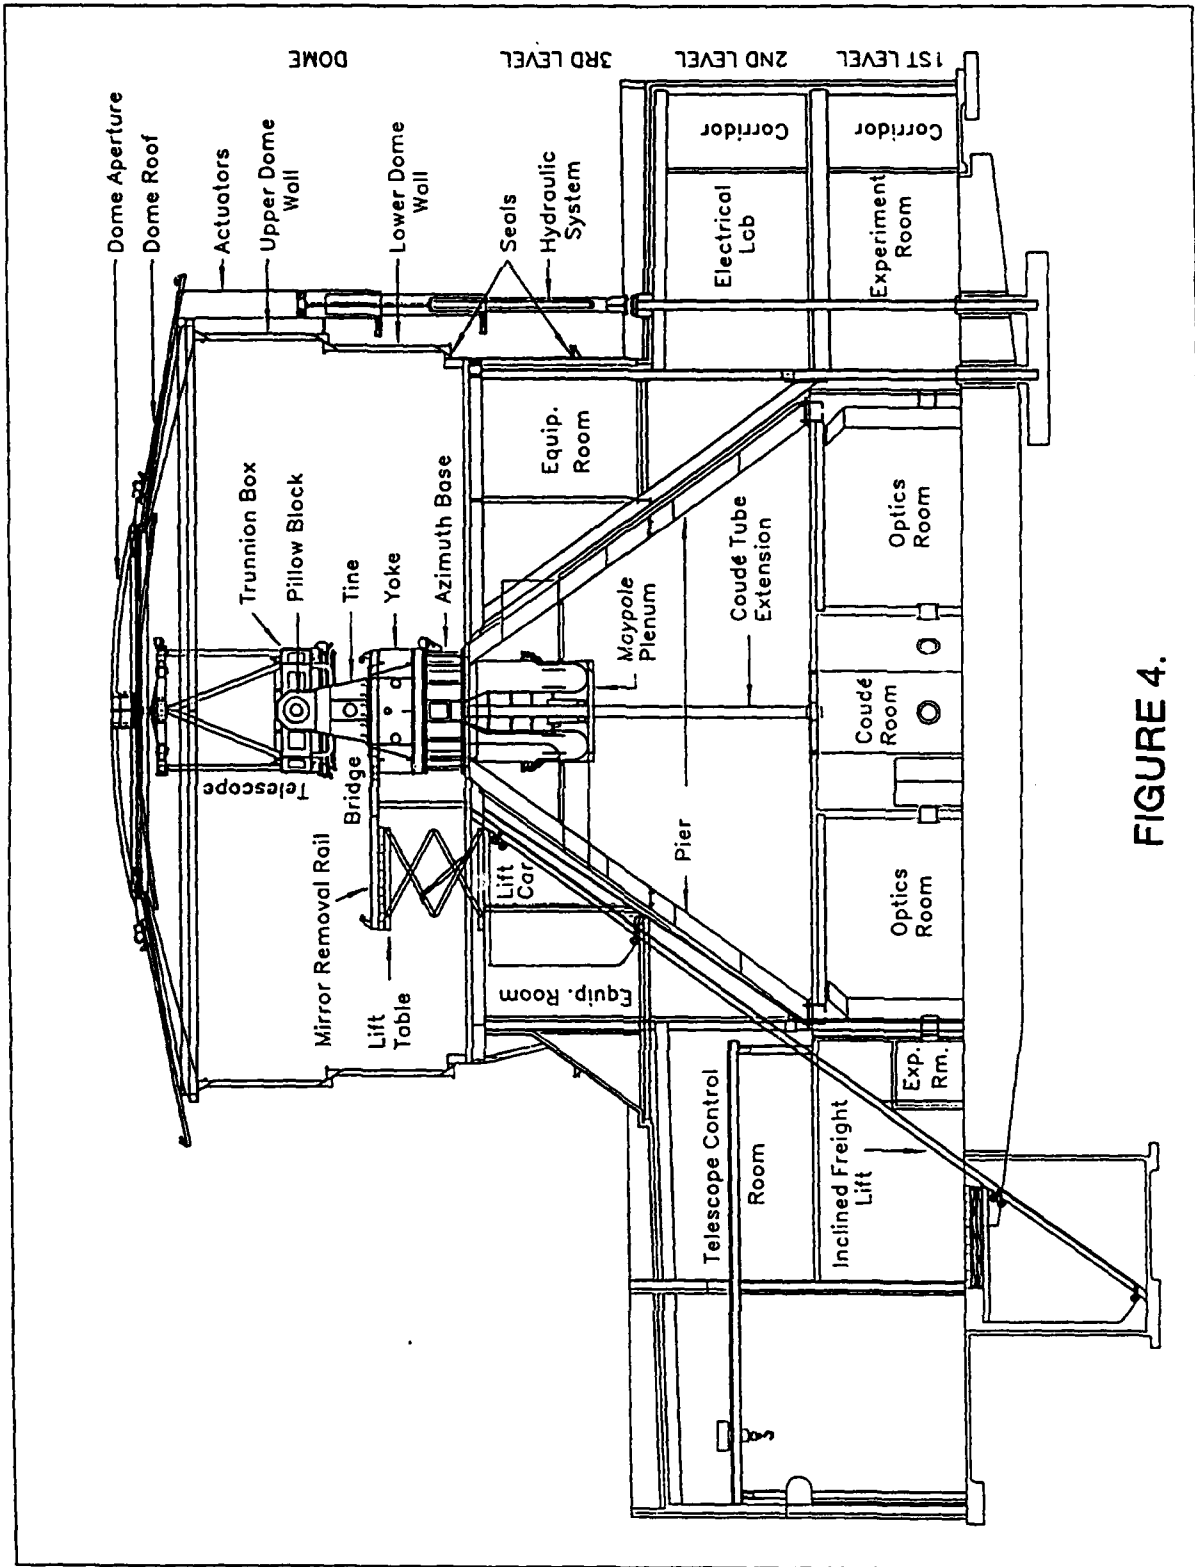 Dome Aperture
Dome Roof
Actuators
Upper Dome
Wall
Lower Dome
Wall
Seals
Hydraulic
System
DOME
3RD LEVEL
2ND LEVEL
1ST LEVEL
Trunnion Box
Pillow Block
Tine
Yoke
Azimuth Base
Telescope
Bridge
Mirror Removal Rail
Lift
Table
Lift
Car
Equip. Room
Equip.
Room
Maypole
Plenum
Coudé Tube
Extension
Pier
Electrical
Lab
Corridor
Corridor
Experiment
Room
Optics
Room
Coudé
Room
Optics
Room
Telescope Control
Room
Inclined Freight
Lift
Exp.
Rm.
FIGURE 4.